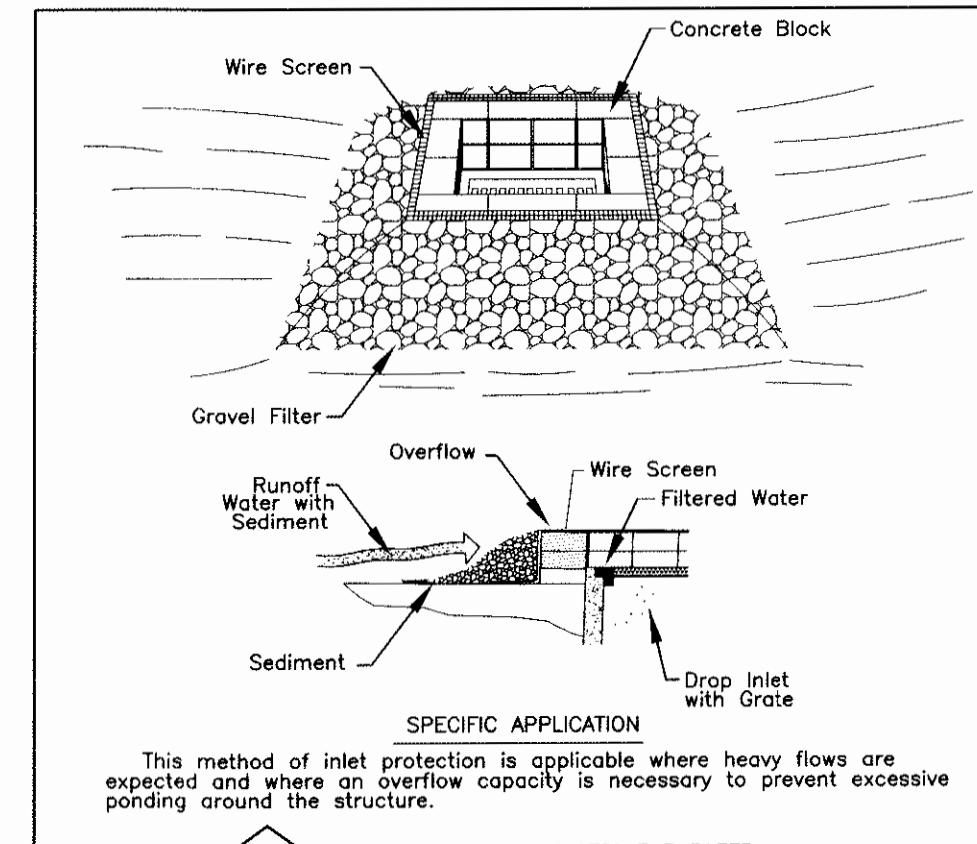 Concrete Block
Wire Screen
Gravel Filter
Overflow
Wire Screen
Runoff
Water with
Sediment
Filtered Water
Sediment
Drop Inlet
with Grate
SPECIFIC APPLICATION
This method of inlet protection is applicable where heavy flows are
expected and where an overflow capacity is necessary to prevent excessive
ponding around the structure.